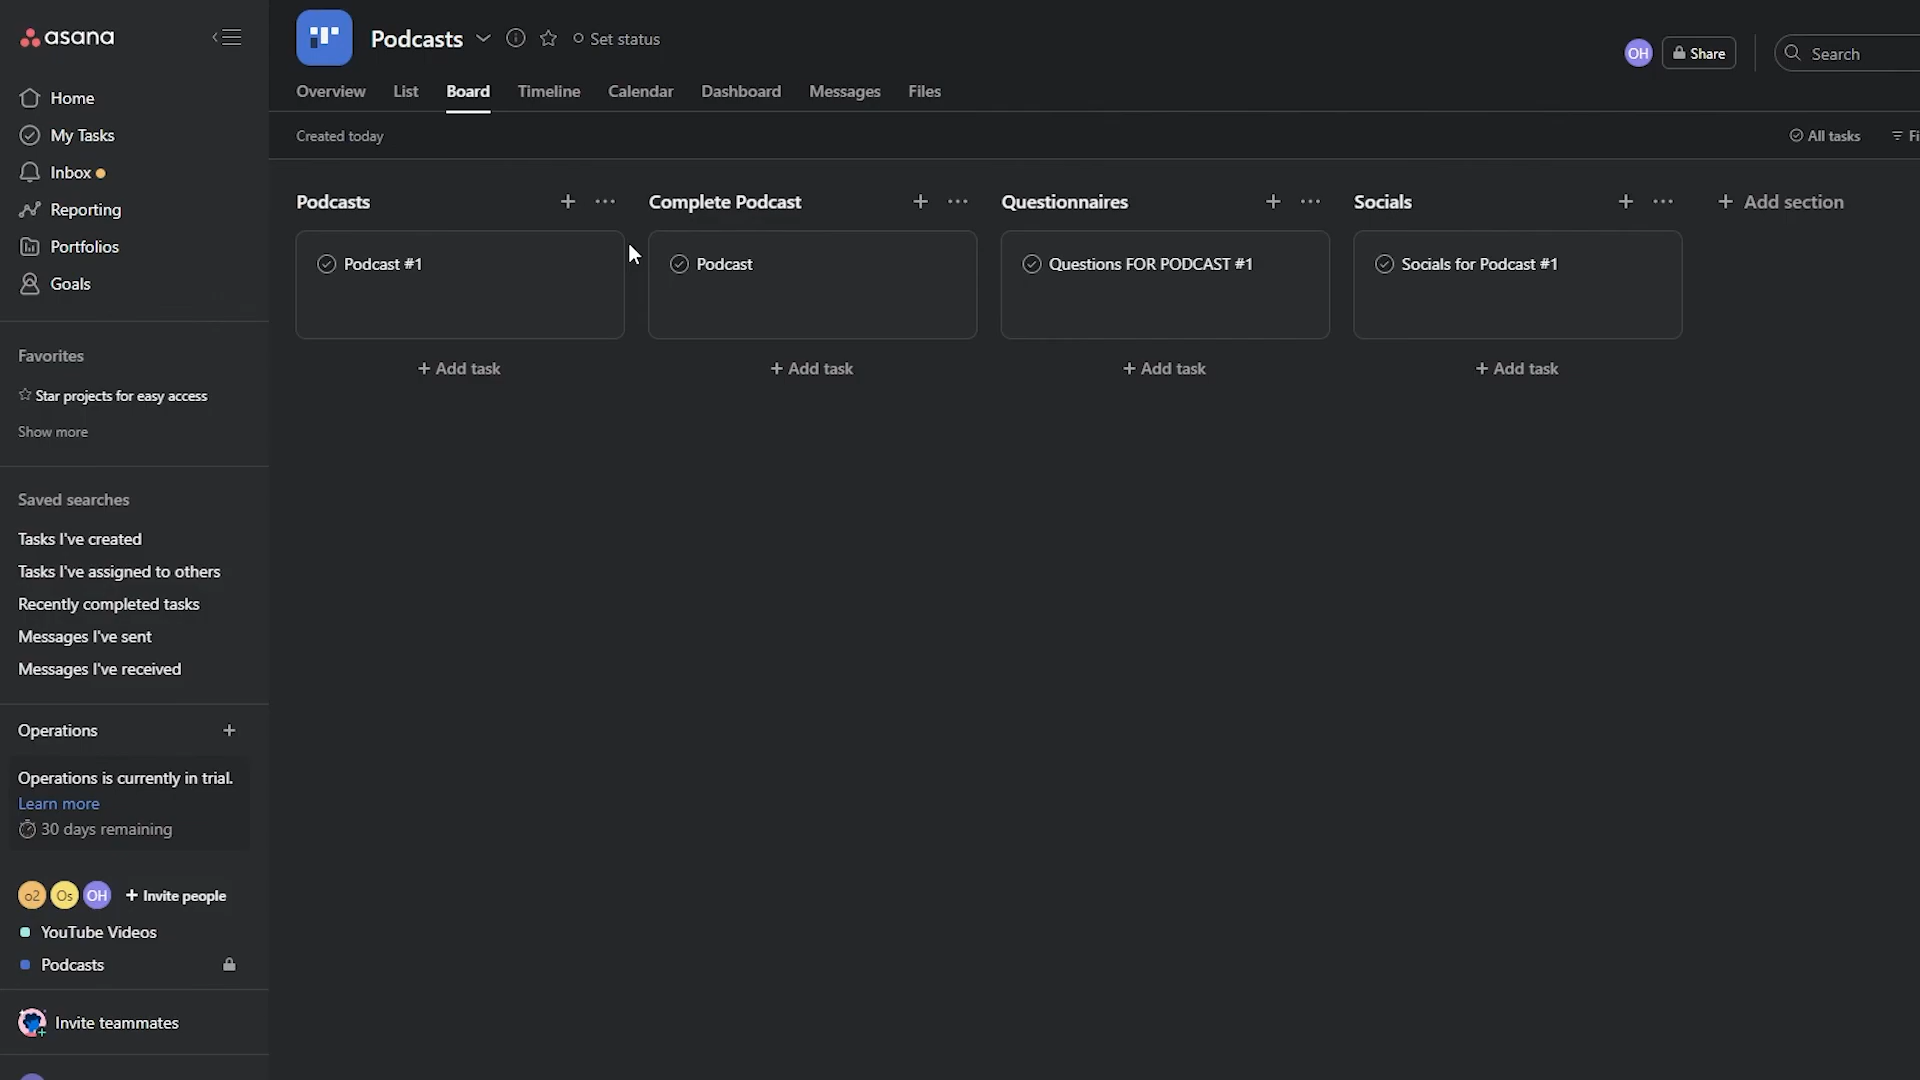 asana
Home
My Tasks
Inbox
Reporting
Portfolios
Goals
Favorites
Star projects for easy access
Show more
Saved searches
Tasks I've created
Tasks I've assigned to others
Recently completed tasks
Messages I've sent
Messages I've received
Operations +
Operations is currently in trial.
Learn more
30 days remaining
o2 Os OH + Invite people
YouTube Videos
Podcasts
Invite teammates
Podcasts Set status
OH Share Search
Overview List Board Timeline Calendar Dashboard Messages Files
Created today All tasks Fi
Podcasts + ... Complete Podcast + ... Questionnaires + ... Socials + ... + Add section
Podcast #1 Podcast Questions FOR PODCAST #1 Socials for Podcast #1
+ Add task + Add task + Add task + Add task